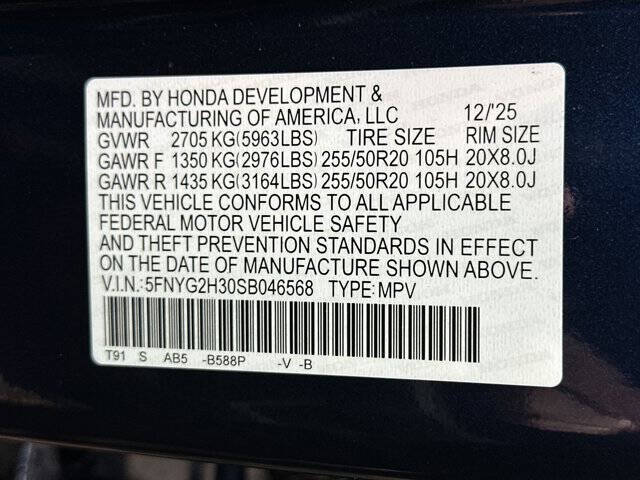 MFD. BY HONDA DEVELOPMENT &
MANUFACTURING OF AMERICA, LLC 12/'25
GVWR 2705 KG(5963LBS) TIRE SIZE RIM SIZE
GAWR F 1350 KG(2976LBS) 255/50R20 105H 20X8.0J
GAWR R 1435 KG(3164LBS) 255/50R20 105H 20X8.0J
THIS VEHICLE CONFORMS TO ALL APPLICABLE
FEDERAL MOTOR VEHICLE SAFETY
AND THEFT PREVENTION STANDARDS IN EFFECT
ON THE DATE OF MANUFACTURE SHOWN ABOVE.
V.I.N.:5FNYG2H30SB046568 TYPE:MPV
T91 S AB5 -B588P -V -B